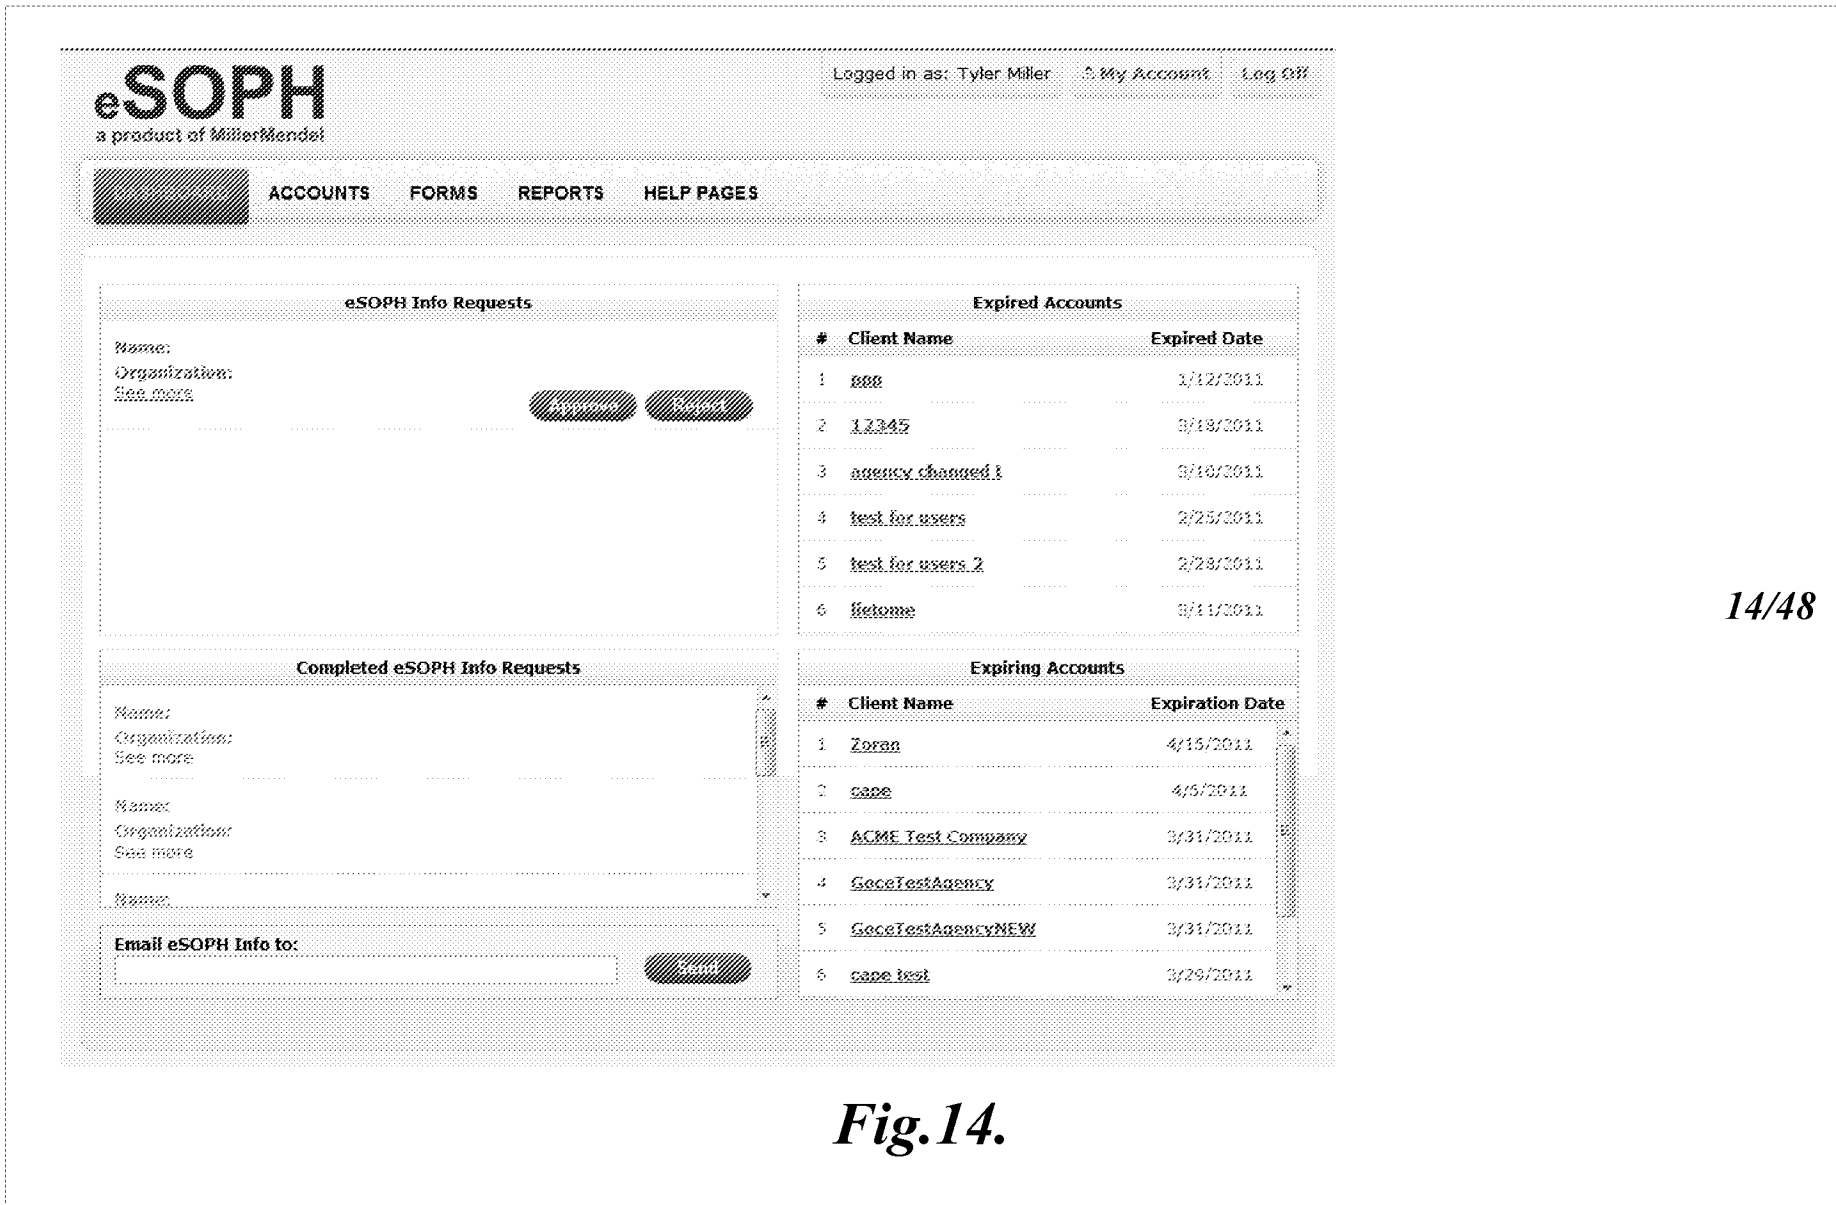 eSOPH
a product of MillerMendel
Logged in as: Tyler Miller My Account Log Off
ACCOUNTS FORMS REPORTS HELP PAGES
eSOPH Info Requests
Name:
Organization:
See more
Approve Reject
Completed eSOPH Info Requests
Name:
Organization:
See more
Name:
Organization:
See more
Name:
Email eSOPH Info to:
Send
Expired Accounts
# Client Name Expired Date
1 ppp 1/12/2011
2 12345 3/18/2011
3 agency changed 1 3/10/2011
4 test for users 2/25/2011
5 test for users 2 2/28/2011
6 3/11/2011
Expiring Accounts
# Client Name Expiration Date
1 Zoran 4/15/2011
2 cape 4/5/2011
3 ACME Test Company 3/31/2011
4 GoceTestAgency 3/31/2011
5 GoceTestAgencyNEW 3/31/2011
6 cape test 3/29/2011
14/48
Fig.14.